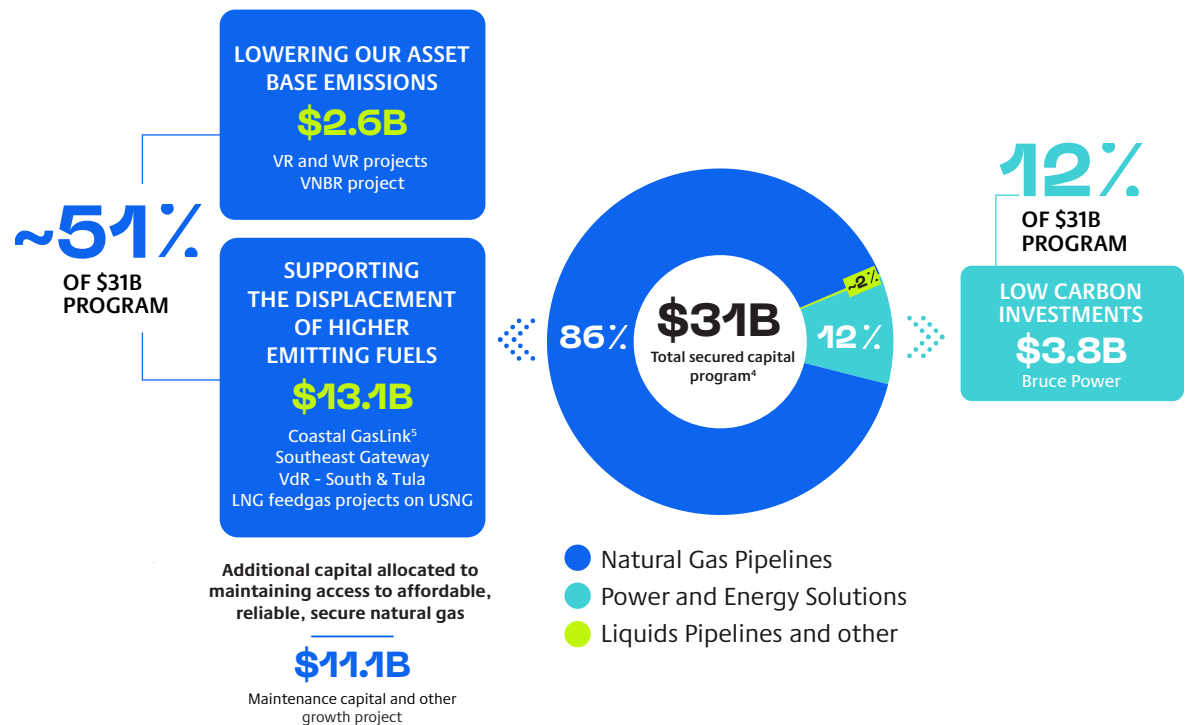 LOWERING OUR ASSET
BASE EMISSIONS
$2.6B
VR and WR projects
VNBR project
~51%
OF $31B
PROGRAM
SUPPORTING
THE DISPLACEMENT
OF HIGHER
EMITTING FUELS
$13.1B
Coastal GasLink⁵
Southeast Gateway
VdR - South & Tula
LNG feedgas projects on USNG
Additional capital allocated to
maintaining access to affordable,
reliable, secure natural gas
$11.1B
Maintenance capital and other
growth project
86%
$31B
Total secured capital
program⁴
~2%
12%
Natural Gas Pipelines
Power and Energy Solutions
Liquids Pipelines and other
12%
OF $31B
PROGRAM
LOW CARBON
INVESTMENTS
$3.8B
Bruce Power